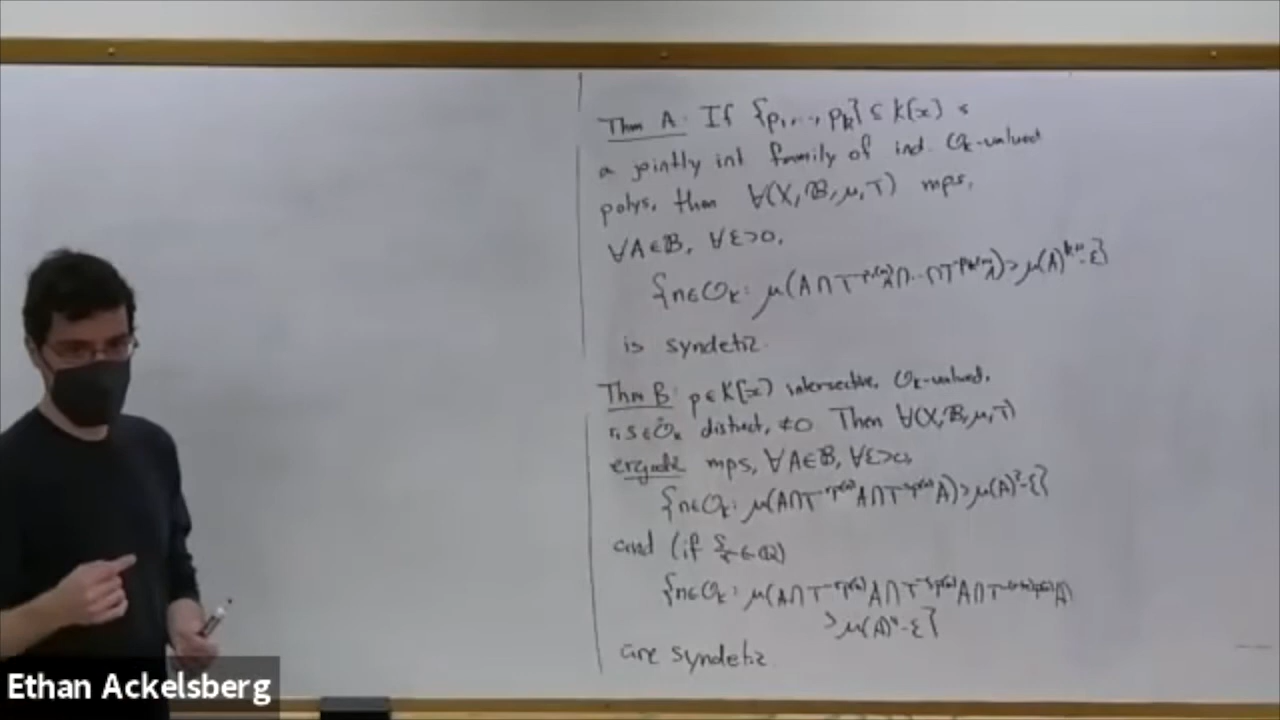 Thm A: If {p₁, ..., pₖ} ⊆ K[x] is
a jointly int family of ind. O_K-valued
polys, then ∀(X, B, μ, T) mps,
∀A∈B, ∀ε>0,
{n∈O_K: μ(A∩T^{-p₁(n)}A∩...∩T^{-pₖ(n)}A)>μ(A)^{k+1}-ε}
is syndetic.
Thm B: p∈K[x] intersective, O_K-valued,
r,s∈O_K distinct, ≠0 Then ∀(X,B,μ,T)
ergodic mps, ∀A∈B, ∀ε>0,
{n∈O_K: μ(A∩T^{-rp(n)}A∩T^{-sp(n)}A)>μ(A)³-ε}
and (if s/r∈Q)
{n∈O_K: μ(A∩T^{-rp(n)}A∩T^{-sp(n)}A∩T^{-(r+s)p(n)}A)
>μ(A)⁴-ε}
are syndetic.
Ethan Ackelsberg